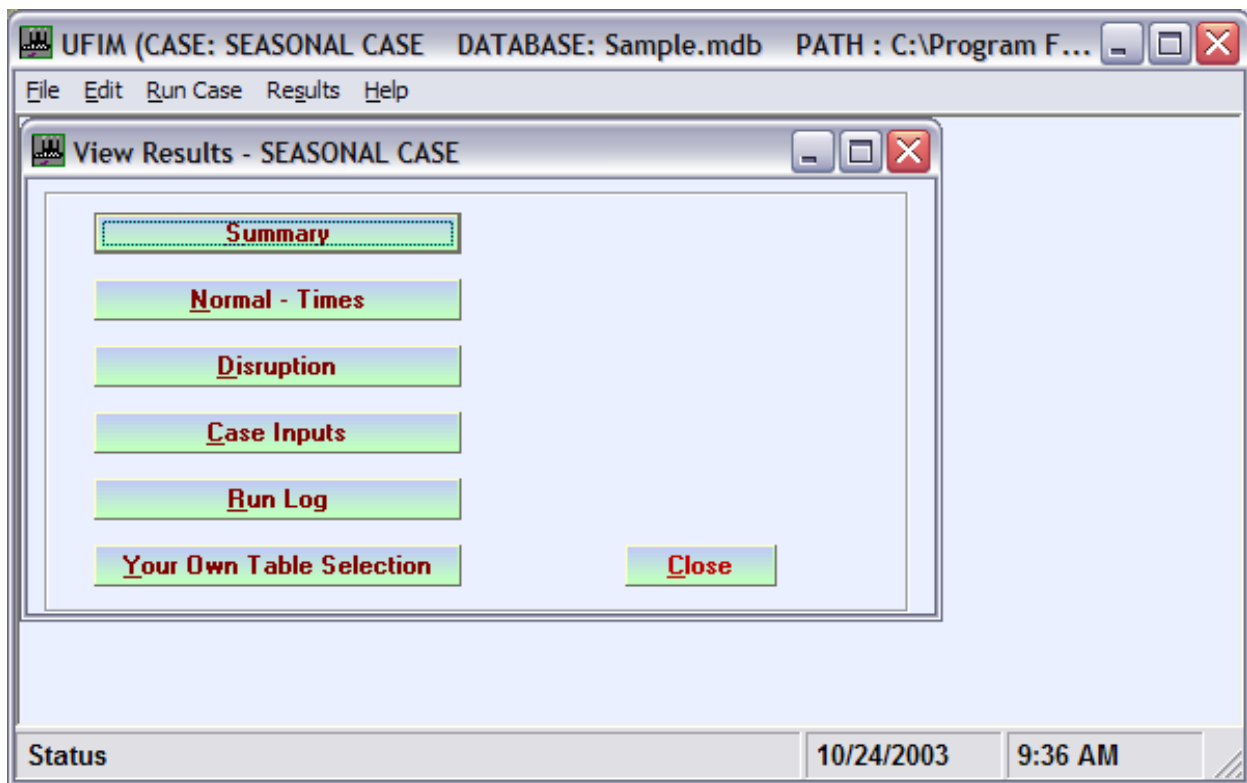 UFIM (CASE: SEASONAL CASE DATABASE: Sample.mdb PATH : C:\Program F...
File Edit Run Case Results Help
View Results - SEASONAL CASE
Summary
Normal - Times
Disruption
Case Inputs
Run Log
Your Own Table Selection Close
Status 10/24/2003 9:36 AM